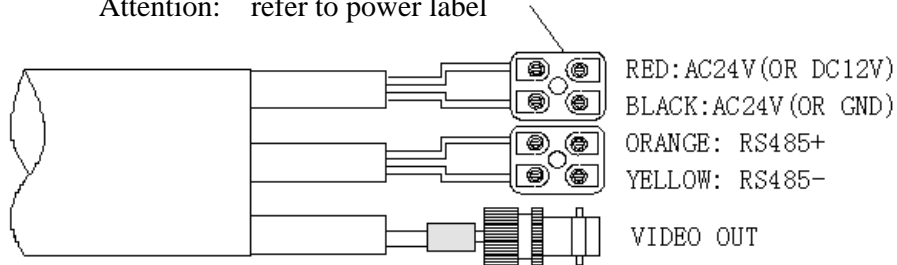 Attention: refer to power label
RED:AC24V(OR DC12V)
BLACK:AC24V(OR GND)
ORANGE: RS485+
YELLOW: RS485-
VIDEO OUT